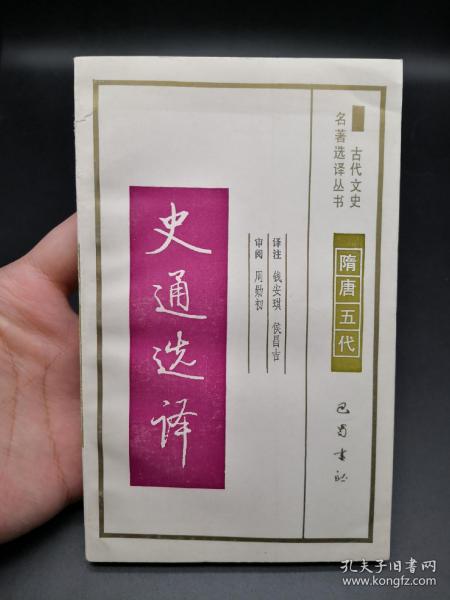 古代文史
名著选译丛书
隋唐五代
巴蜀书社
译注 钱安琪 侯昌吉
审阅 周勋初
史通选译
孔夫子旧书网
www.kongfz.com